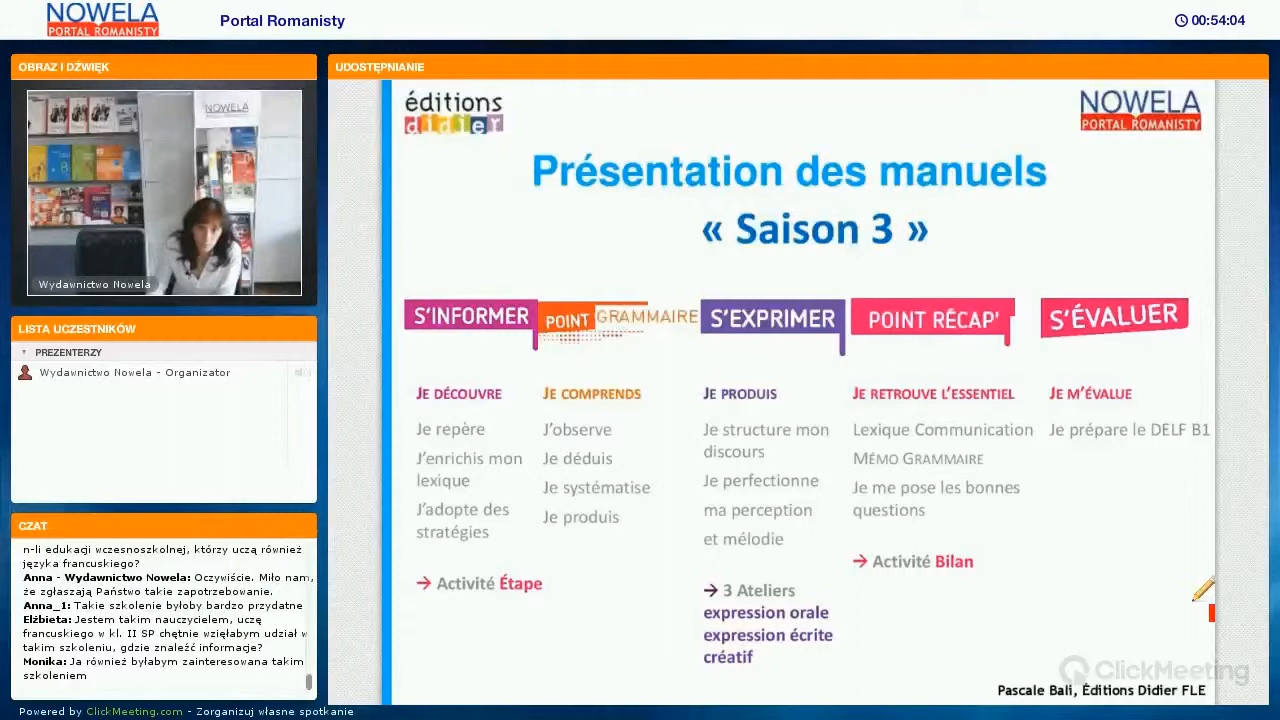 NOWELA
PORTAL ROMANISTY
Portal Romanisty
00:54:04
OBRAZ I DŹWIĘK
NOWELA
Wydawnictwo Nowela
LISTA UCZESTNIKÓW
PREZENTERZY
Wydawnictwo Nowela - Organizator
CZAT
n-li edukacji wczesnoszkolnej, którzy uczą również
języka francuskiego?
Anna - Wydawnictwo Nowela: Oczywiście. Miło nam,
że zgłaszają Państwo takie zapotrzebowanie.
Anna_1: Takie szkolenie byłoby bardzo przydatne
Elżbieta: Jestem takim nauczycielem, uczę
francuskiego w kl. II SP chętnie wzięłabym udział w
takim szkoleniu, gdzie znaleźć informacje?
Monika: Ja również byłabym zainteresowana takim
szkoleniem
Powered by ClickMeeting.com - Zorganizuj własne spotkanie
UDOSTĘPNIANIE
éditions
didier
NOWELA
PORTAL ROMANISTY
Présentation des manuels
« Saison 3 »
S'INFORMER
POINT GRAMMAIRE
S'EXPRIMER
POINT RÉCAP'
S'ÉVALUER
JE DÉCOUVRE
Je repère
J'enrichis mon
lexique
J'adopte des
stratégies
→ Activité Étape
JE COMPRENDS
J'observe
Je déduis
Je systématise
Je produis
JE PRODUIS
Je structure mon
discours
Je perfectionne
ma perception
et mélodie
→ 3 Ateliers
expression orale
expression écrite
créatif
JE RETROUVE L'ESSENTIEL
Lexique Communication
MÉMO GRAMMAIRE
Je me pose les bonnes
questions
→ Activité Bilan
JE M'ÉVALUE
Je prépare le DELF B1
ClickMeeting
Pascale Bali, Éditions Didier FLE